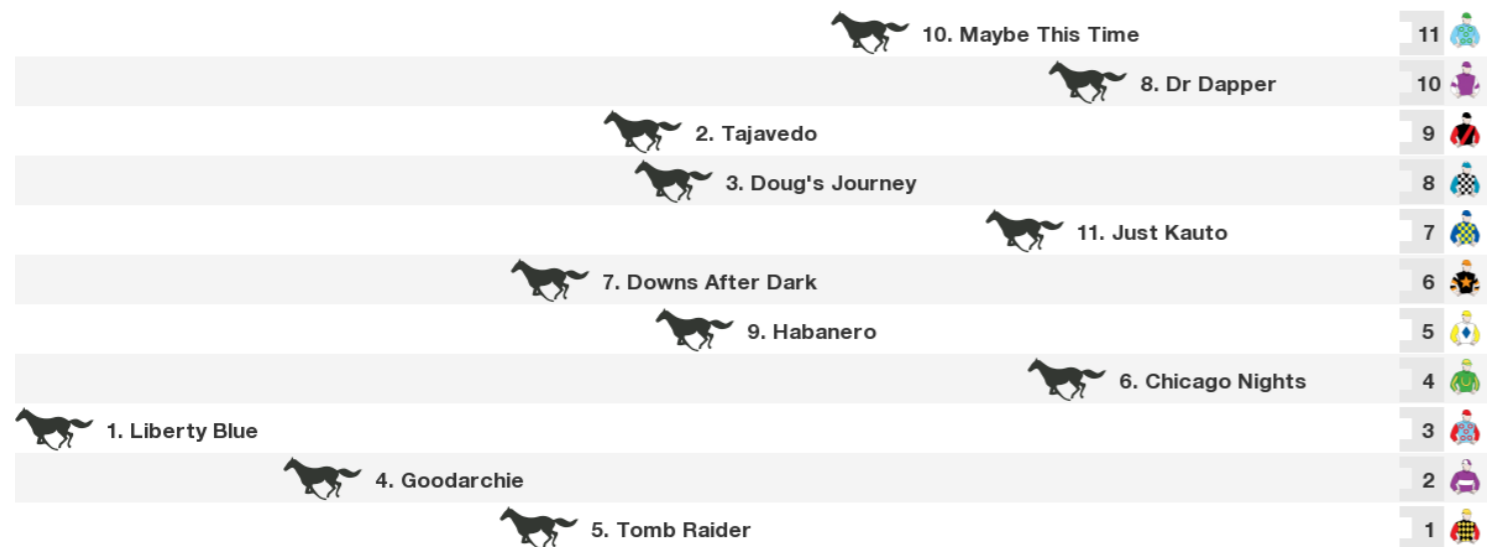 10. Maybe This Time 11
8. Dr Dapper 10
2. Tajavedo 9
3. Doug's Journey 8
11. Just Kauto 7
7. Downs After Dark 6
9. Habanero 5
6. Chicago Nights 4
1. Liberty Blue 3
4. Goodarchie 2
5. Tomb Raider 1